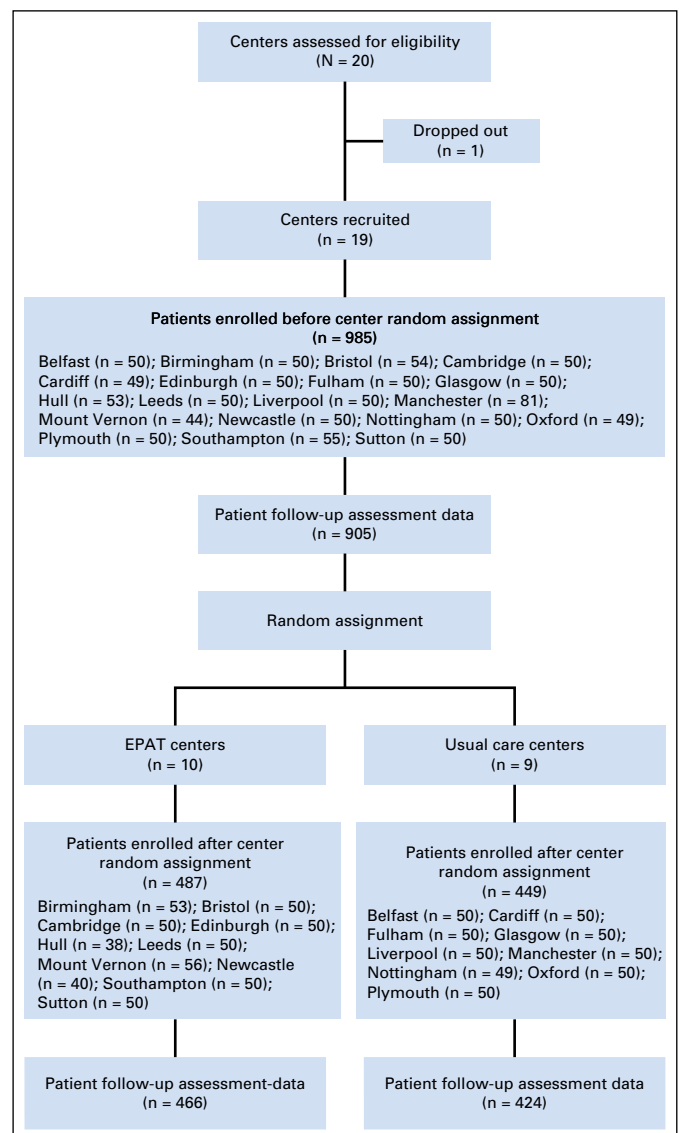 Centers assessed for eligibility
(N = 20)
Dropped out
(n = 1)
Centers recruited
(n = 19)
Patients enrolled before center random assignment
(n = 985)
Belfast (n = 50); Birmingham (n = 50); Bristol (n = 54); Cambridge (n = 50);
Cardiff (n = 49); Edinburgh (n = 50); Fulham (n = 50); Glasgow (n = 50);
Hull (n = 53); Leeds (n = 50); Liverpool (n = 50); Manchester (n = 81);
Mount Vernon (n = 44); Newcastle (n = 50); Nottingham (n = 50); Oxford (n = 49);
Plymouth (n = 50); Southampton (n = 55); Sutton (n = 50)
Patient follow-up assessment data
(n = 905)
Random assignment
EPAT centers
(n = 10)
Usual care centers
(n = 9)
Patients enrolled after center
random assignment
(n = 487)
Birmingham (n = 53); Bristol (n = 50);
Cambridge (n = 50); Edinburgh (n = 50);
Hull (n = 38); Leeds (n = 50);
Mount Vernon (n = 56); Newcastle
(n = 40); Southampton (n = 50);
Sutton (n = 50)
Patients enrolled after center
random assignment
(n = 449)
Belfast (n = 50); Cardiff (n = 50);
Fulham (n = 50); Glasgow (n = 50);
Liverpool (n = 50); Manchester (n = 50);
Nottingham (n = 49); Oxford (n = 50);
Plymouth (n = 50)
Patient follow-up assessment-data
(n = 466)
Patient follow-up assessment data
(n = 424)